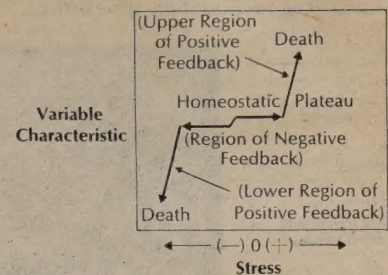 (Upper Region
of Positive
Feedback)
Death
Homeostatic Plateau
Variable
Characteristic
(Region of Negative
Feedback)
(Lower Region of
Positive Feedback)
Death
(—) 0 (+)
Stress